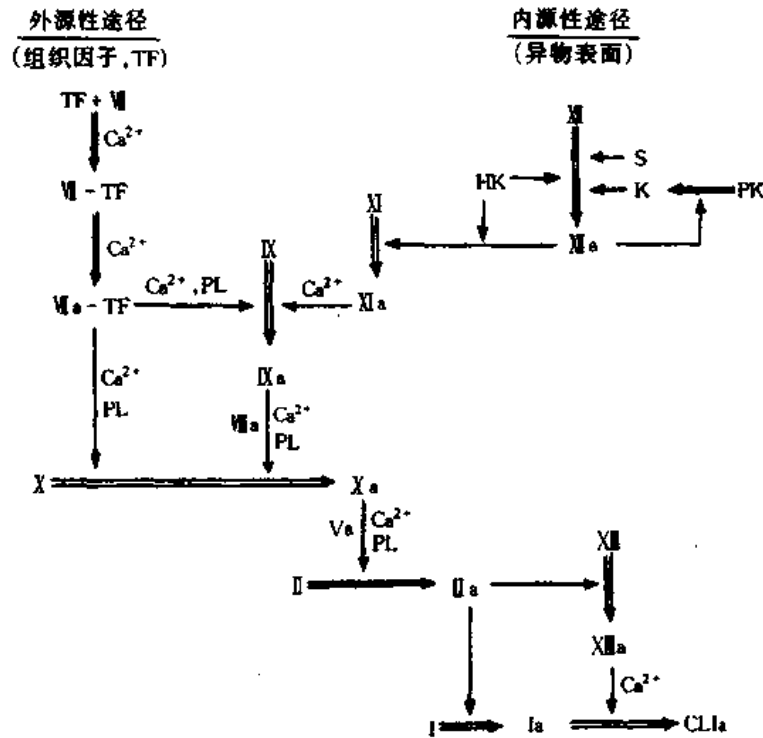 外源性途径
(组织因子,TF)
内源性途径
(异物表面)
TF + Ⅶ
Ca²⁺
Ⅶ - TF
Ca²⁺
Ⅶa - TF
Ca²⁺,PL
Ca²⁺
PL
Ⅻ
S
HK
K
PK
Ⅺ
Ⅻa
Ⅸ
Ca²⁺
Ⅺa
Ⅸa
Ⅷa
Ca²⁺
PL
Ⅹ
Ⅹa
Va
Ca²⁺
PL
Ⅱ
Ⅱa
XⅢ
XⅢa
Ca²⁺
I
Ia
CLIa